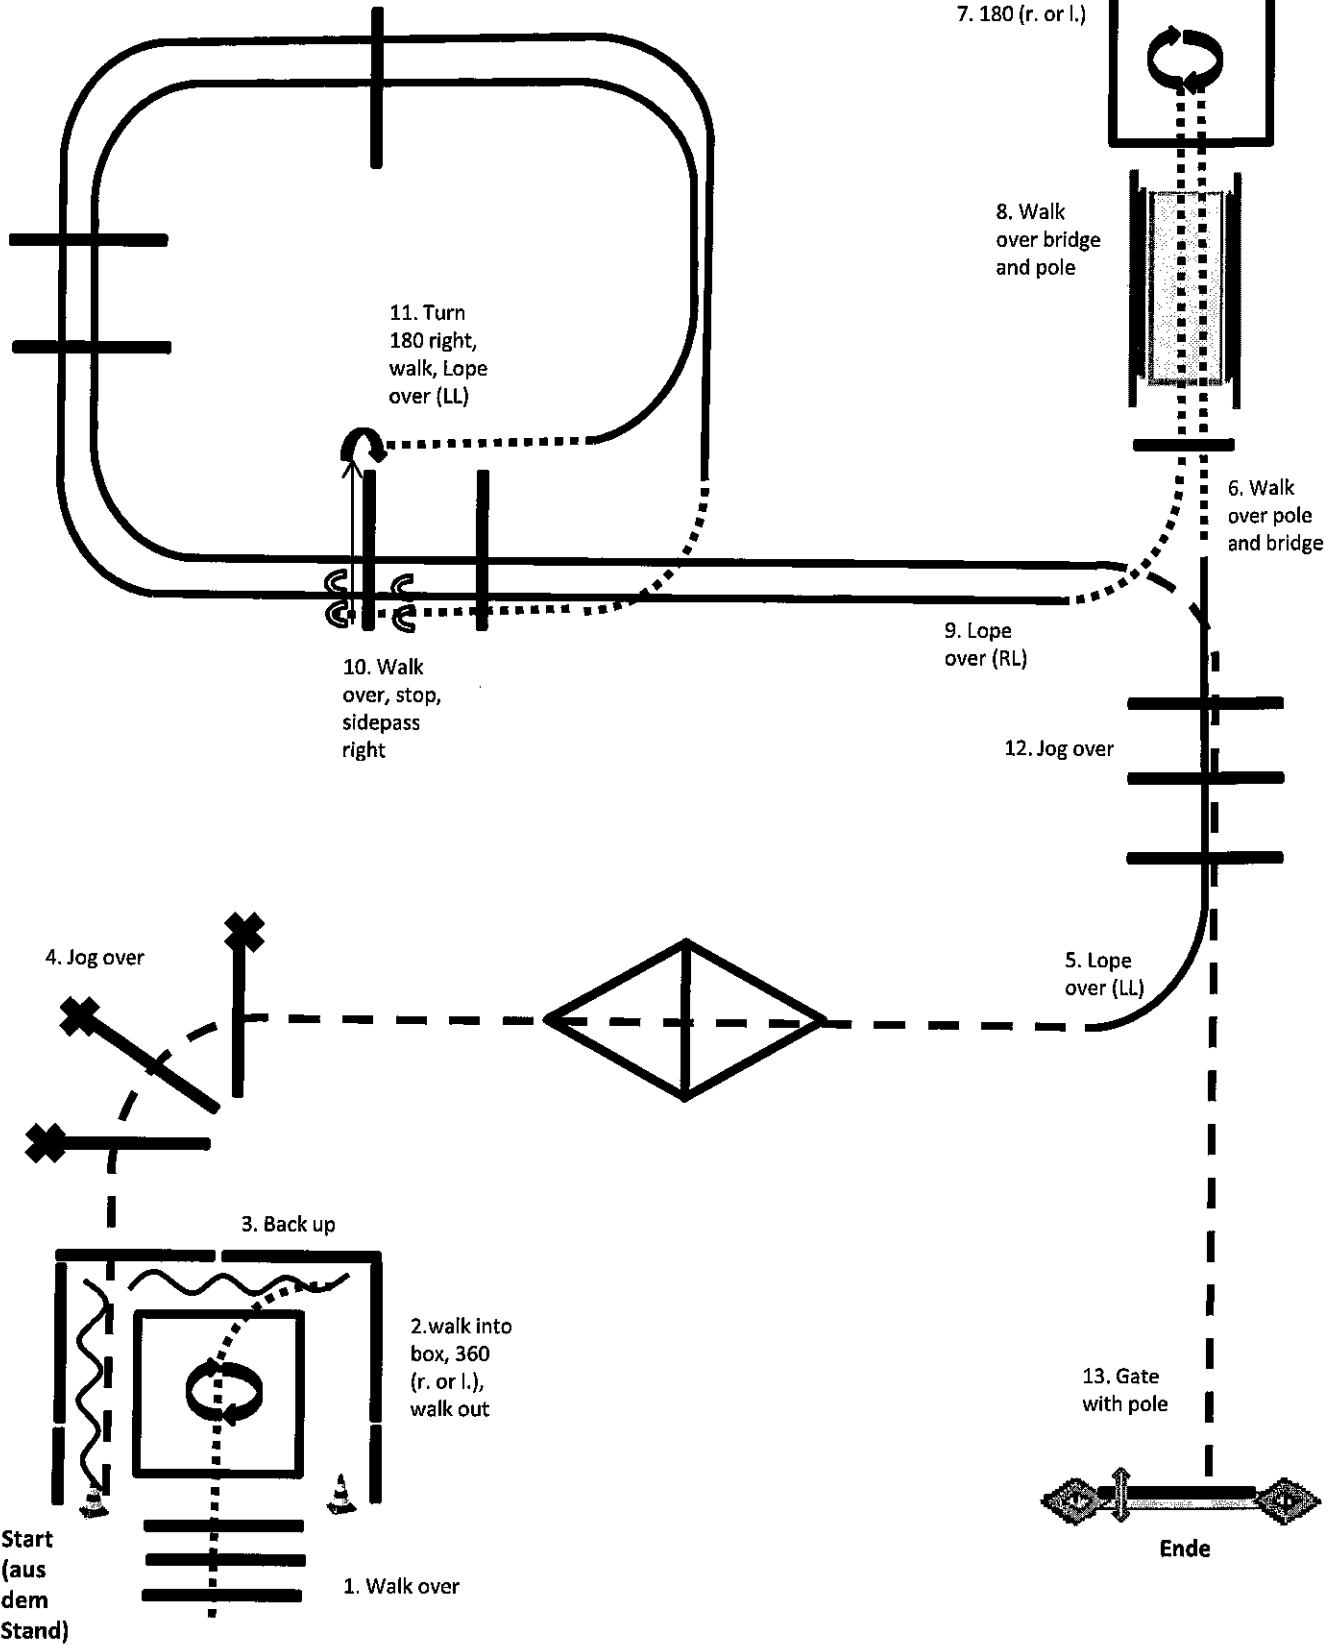 7. 180 (r. or l.)
8. Walk
over bridge
and pole
11. Turn
180 right,
walk, Lope
over (LL)
6. Walk
over pole
and bridge
9. Lope
over (RL)
10. Walk
over, stop,
sidepass
right
12. Jog over
4. Jog over
5. Lope
over (LL)
3. Back up
2.walk into
box, 360
(r. or l.),
walk out
13. Gate
with pole
Start
(aus
dem
Stand)
1. Walk over
Ende